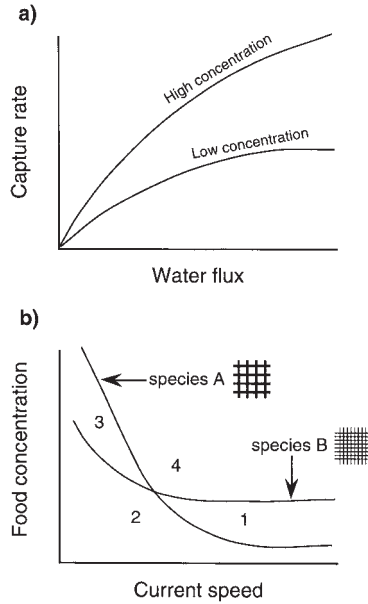 a)
Capture rate
High concentration
Low concentration
Water flux
b)
Food concentration
species A
3
4
species B
2
1
Current speed